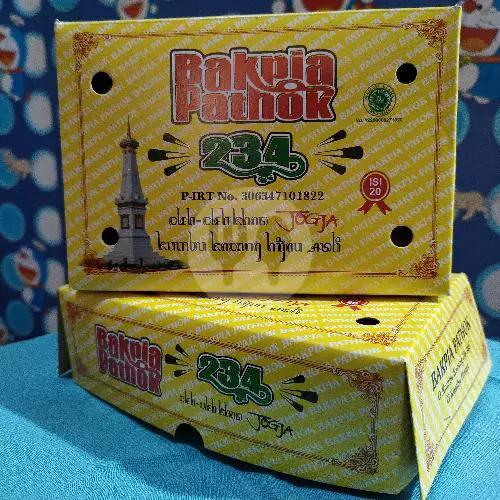 Bakpia
Pathok
234
P-IRT No. 306347101822
oleh-oleh khas JOGJA
kumbu kacang hijau asli
ISI
20
Bakpia
Pathok
234
oleh-oleh khas JOGJA
BAKPIA PATHOK